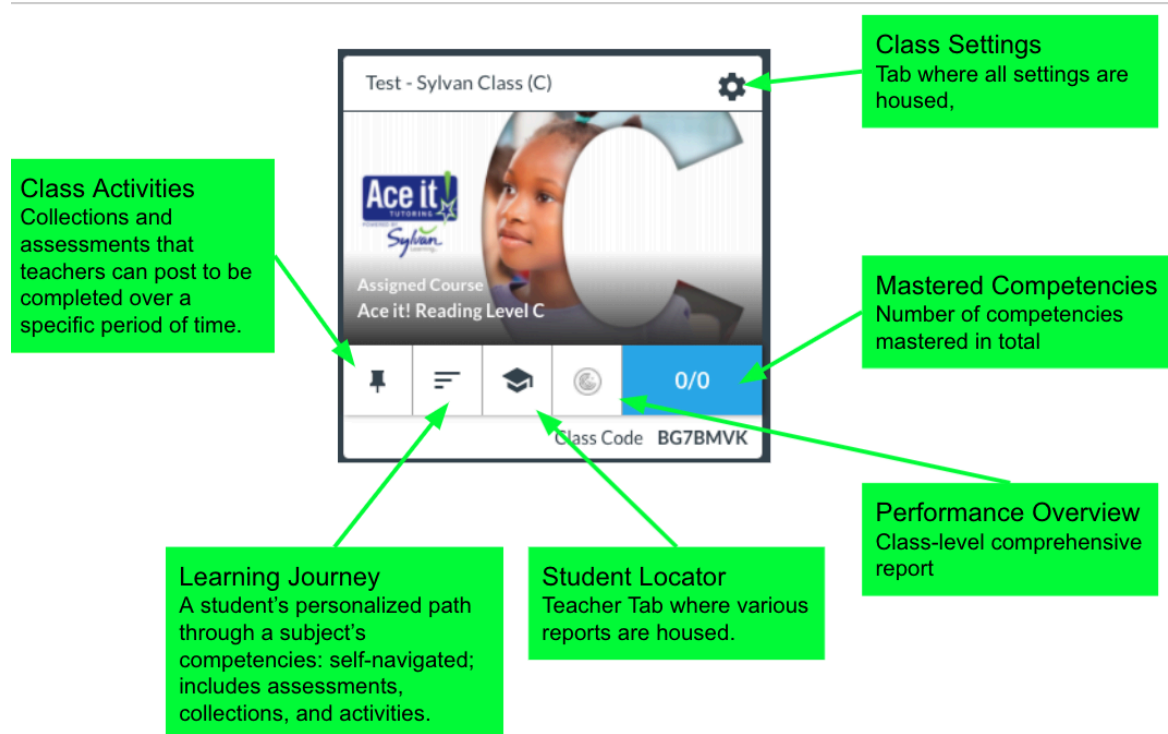 Class Settings
Tab where all settings are
housed,
Test - Sylvan Class (C)
Class Activities
Collections and
assessments that
teachers can post to be
completed over a
specific period of time.
Ace it!
TUTORING
POWERED BY
Sylvan
Learning
Assigned Course
Ace it! Reading Level C
Mastered Competencies
Number of competencies
mastered in total
0/0
Class Code BG7BMVK
Performance Overview
Class-level comprehensive
report
Learning Journey
A student's personalized path
through a subject's
competencies: self-navigated;
includes assessments,
collections, and activities.
Student Locator
Teacher Tab where various
reports are housed.